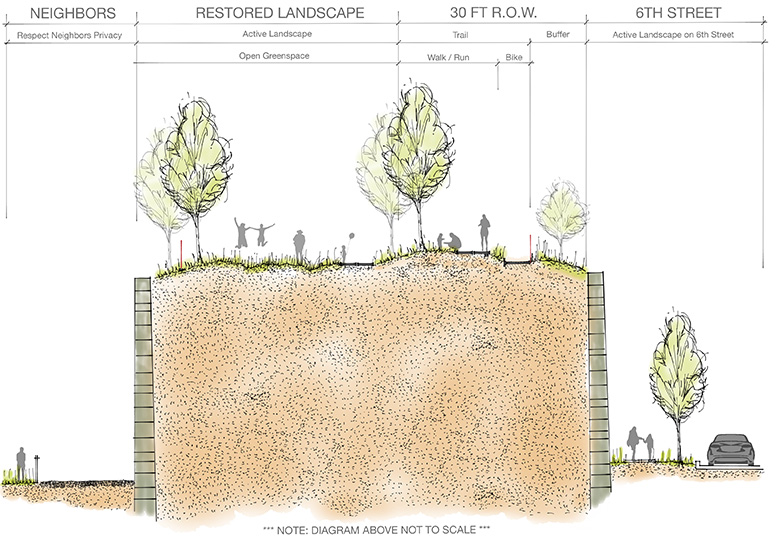 NEIGHBORS RESTORED LANDSCAPE 30 FT R.O.W. 6TH STREET
Respect Neighbors Privacy Active Landscape Trail Buffer Active Landscape on 6th Street
Open Greenspace Walk / Run Bike
*** NOTE: DIAGRAM ABOVE NOT TO SCALE ***